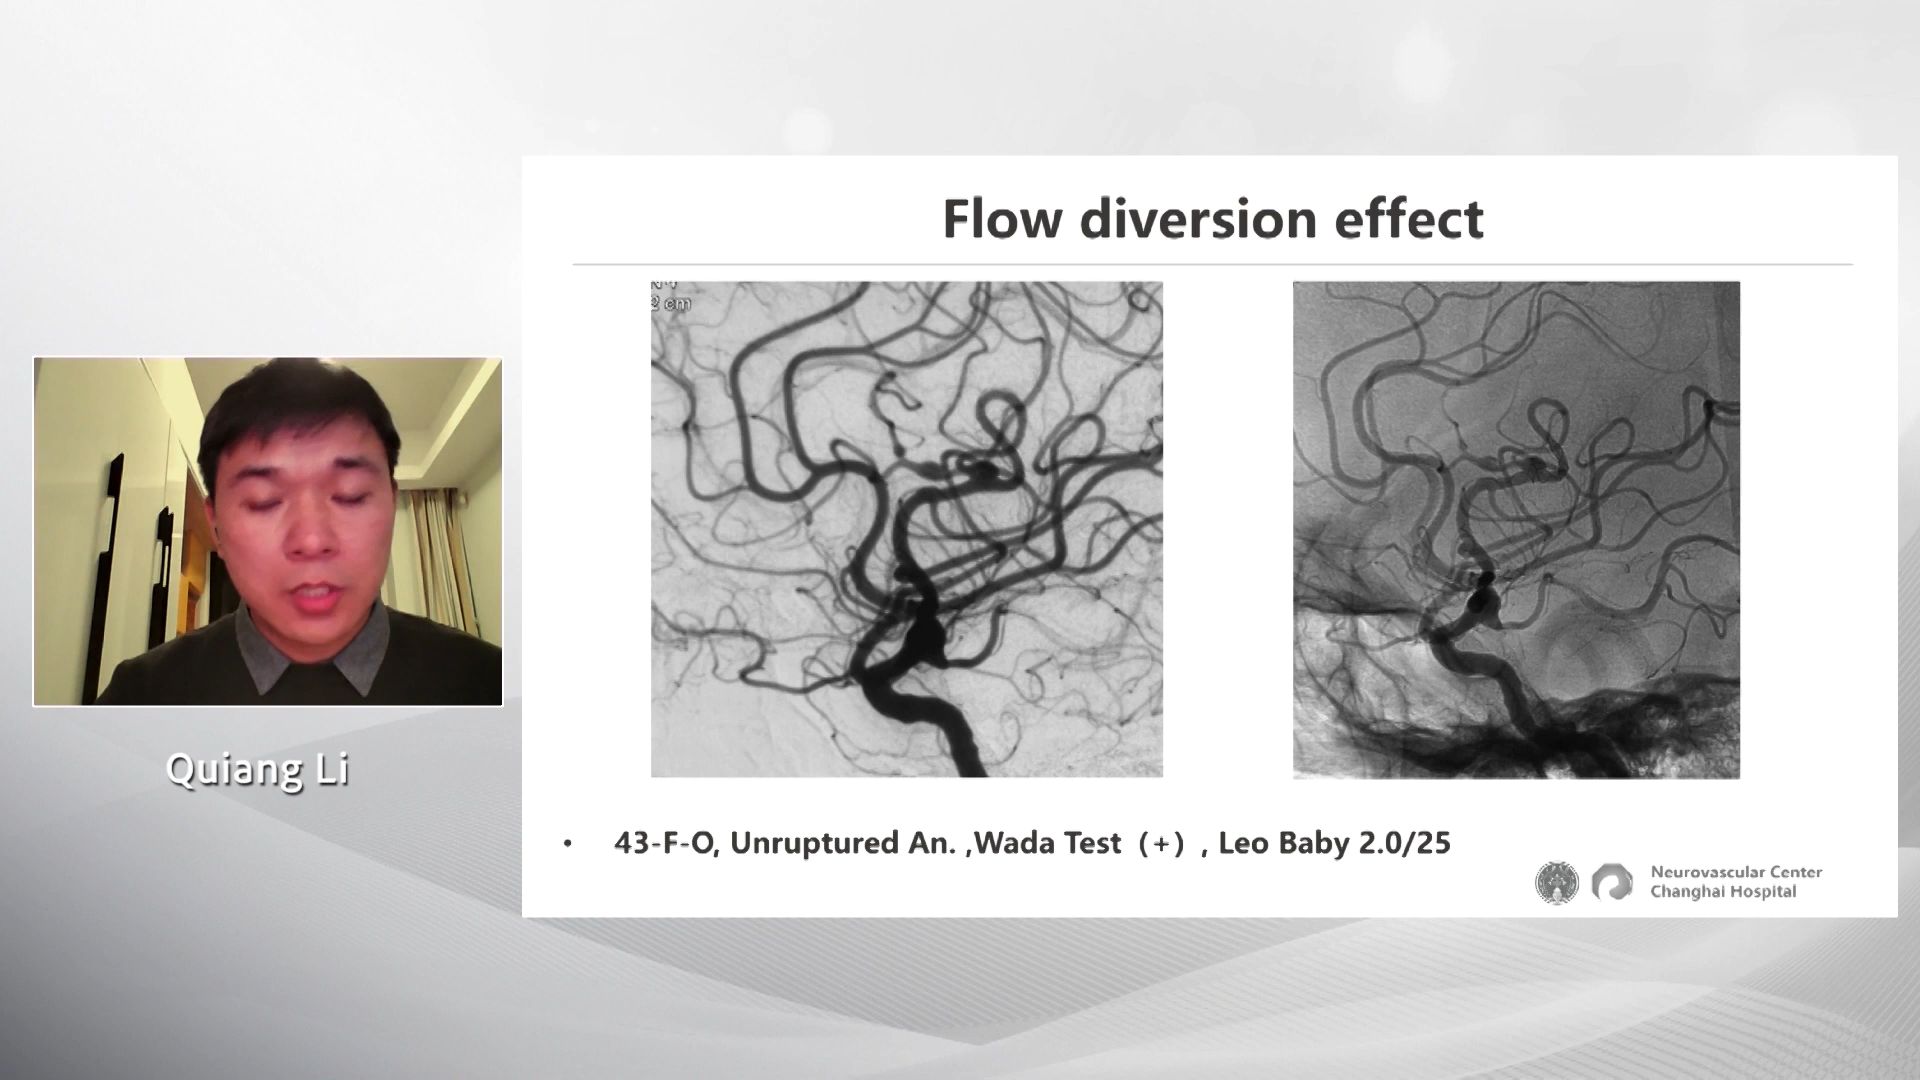 Flow diversion effect
2 cm
Quiang Li
• 43-F-O, Unruptured An. ,Wada Test (+) , Leo Baby 2.0/25
Neurovascular Center
Changhai Hospital